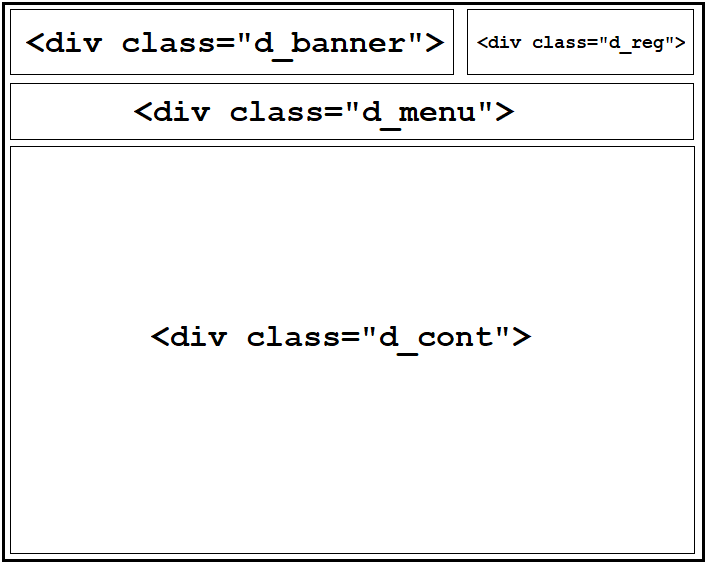 <div class="d_banner">
<div class="d_reg">
<div class="d_menu">
<div class="d_cont">